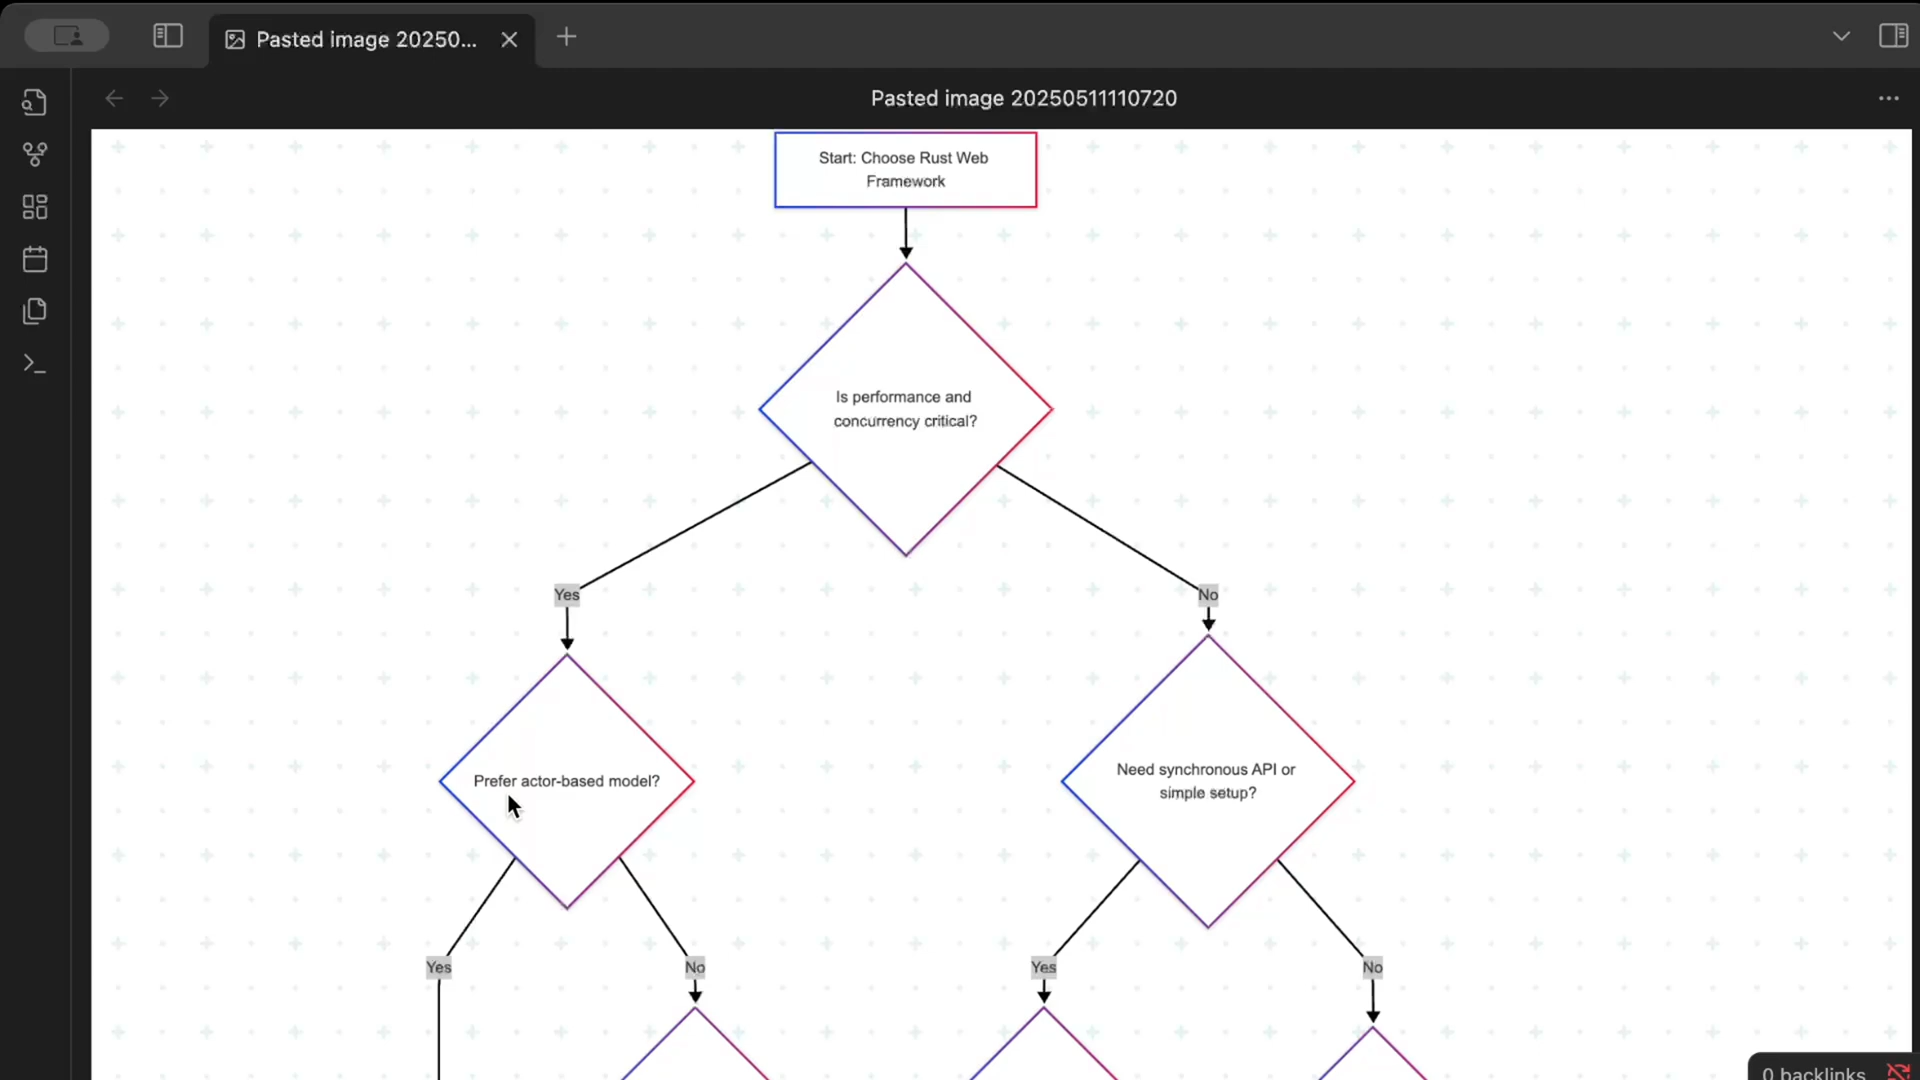 Pasted image 20250...
Pasted image 20250511110720
Start: Choose Rust Web
Framework
Is performance and
concurrency critical?
Yes
No
Prefer actor-based model?
Need synchronous API or
simple setup?
Yes
No
Yes
No
0 backlinks